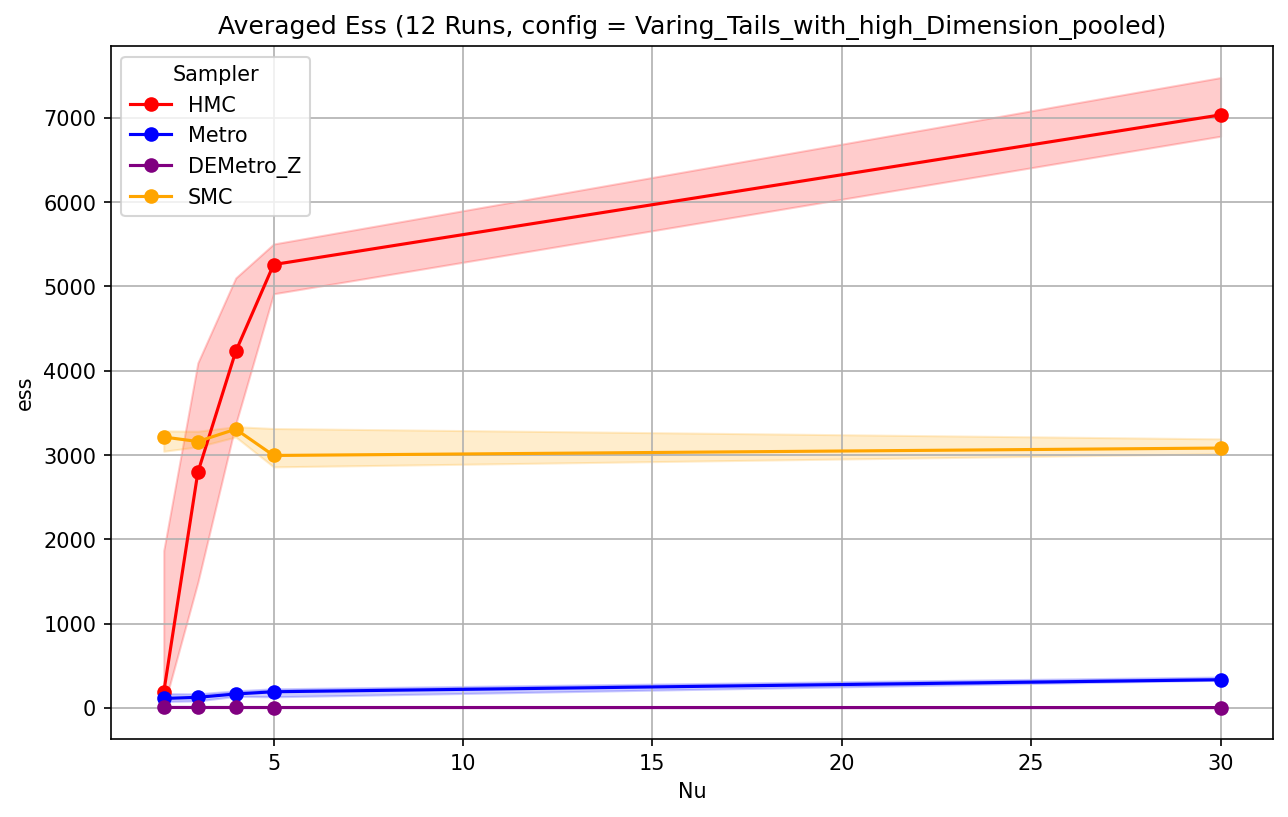 Averaged Ess (12 Runs, config = Varing_Tails_with_high_Dimension_pooled)
Sampler
HMC
Metro
DEMetro_Z
SMC
ess
7000
6000
5000
4000
3000
2000
1000
0
5
10
15
20
25
30
Nu